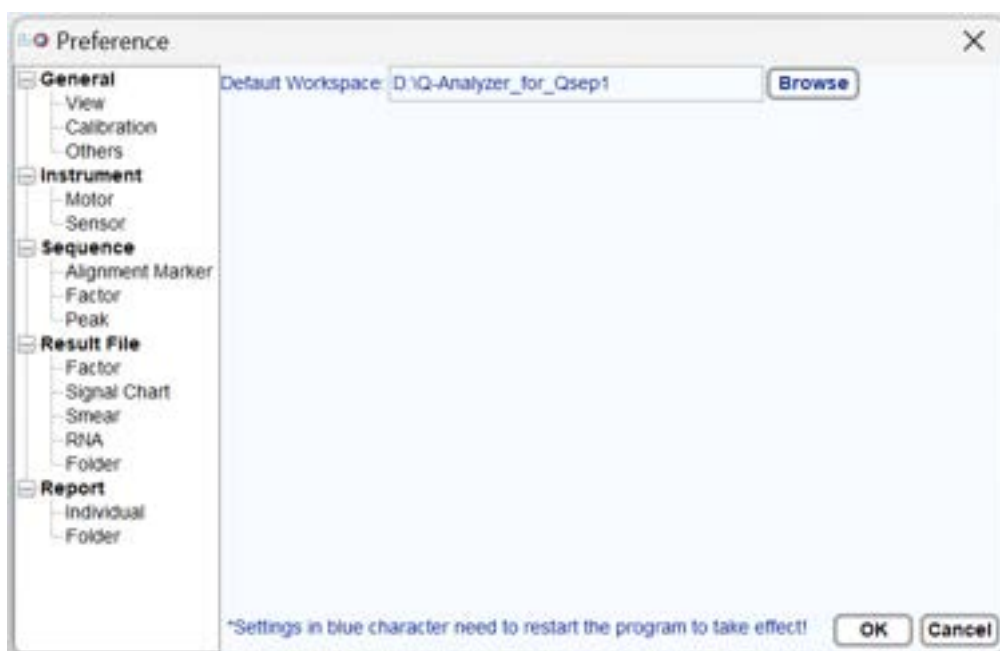 Preference
General
View
Calibration
Others
Instrument
Motor
Sensor
Sequence
Alignment Marker
Factor
Peak
Result File
Factor
Signal Chart
Smear
RNA
Folder
Report
Individual
Folder
Default Workspace D:\Q-Analyzer_for_Qsep1 Browse
*Settings in blue character need to restart the program to take effect! OK Cancel